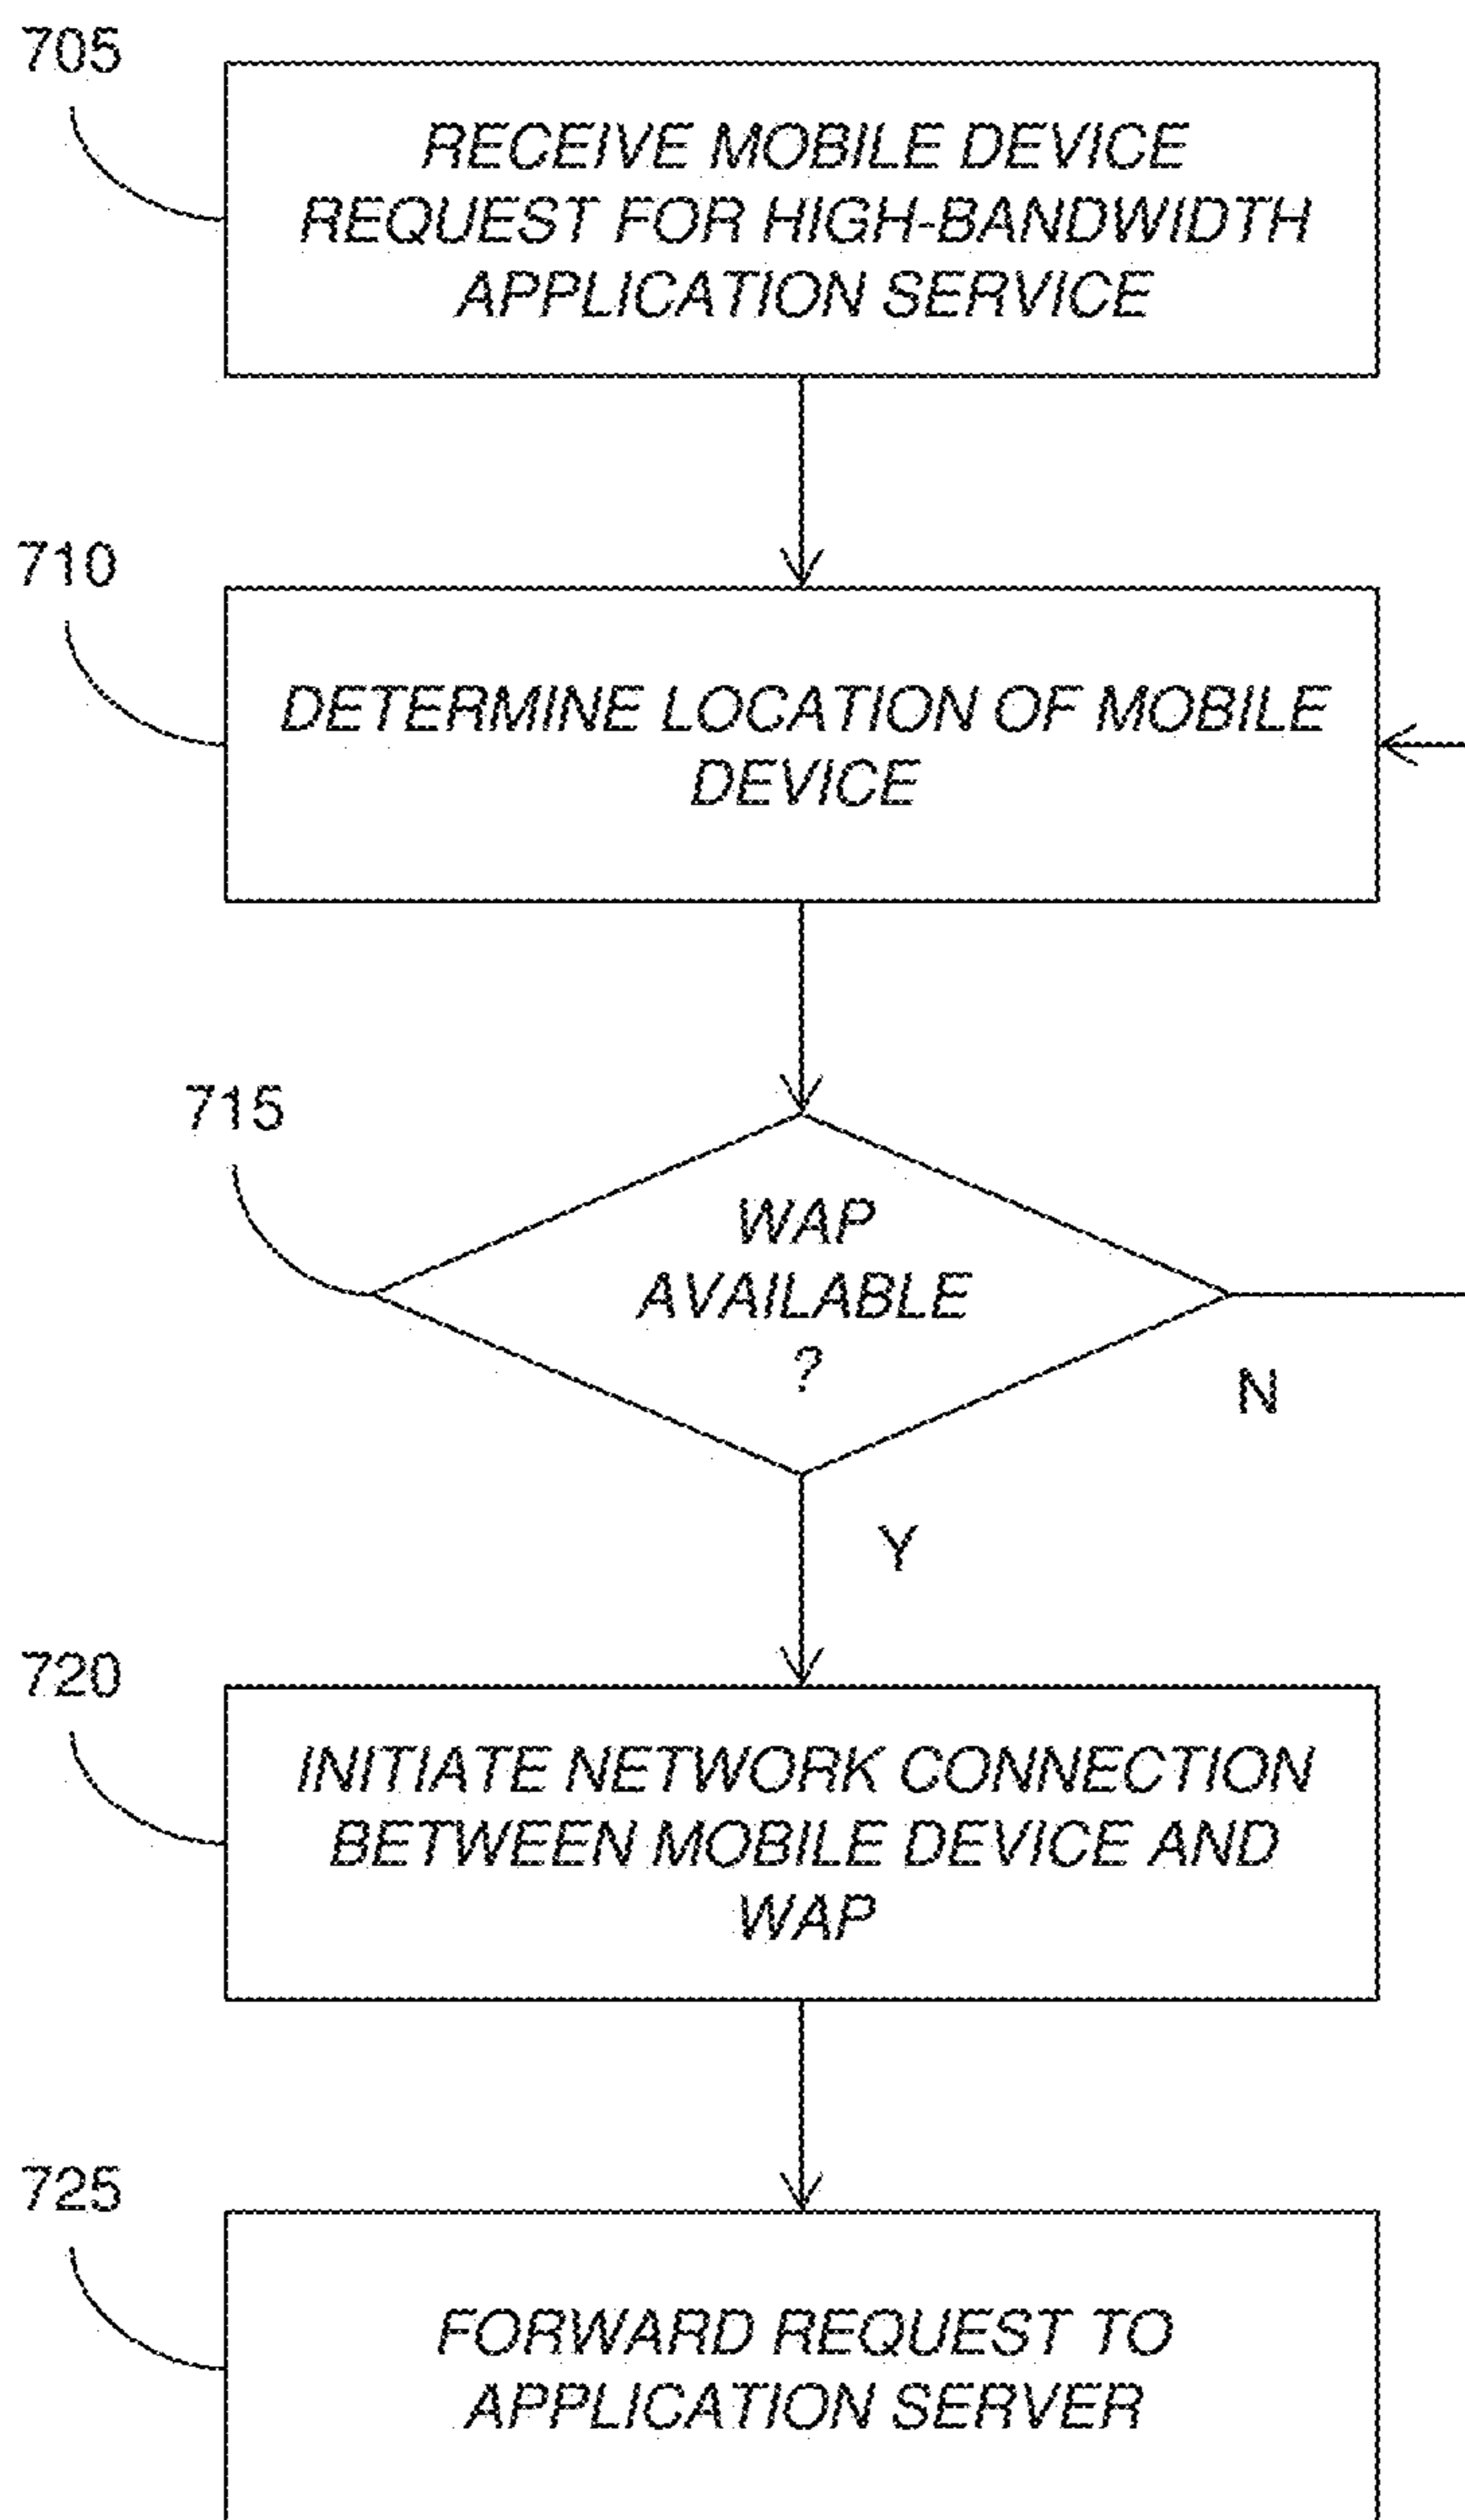 705
RECEIVE MOBILE DEVICE
REQUEST FOR HIGH-BANDWIDTH
APPLICATION SERVICE
710
DETERMINE LOCATION OF MOBILE
DEVICE
715
WAP
AVAILABLE
?
N
Y
720
INITIATE NETWORK CONNECTION
BETWEEN MOBILE DEVICE AND
WAP
725
FORWARD REQUEST TO
APPLICATION SERVER